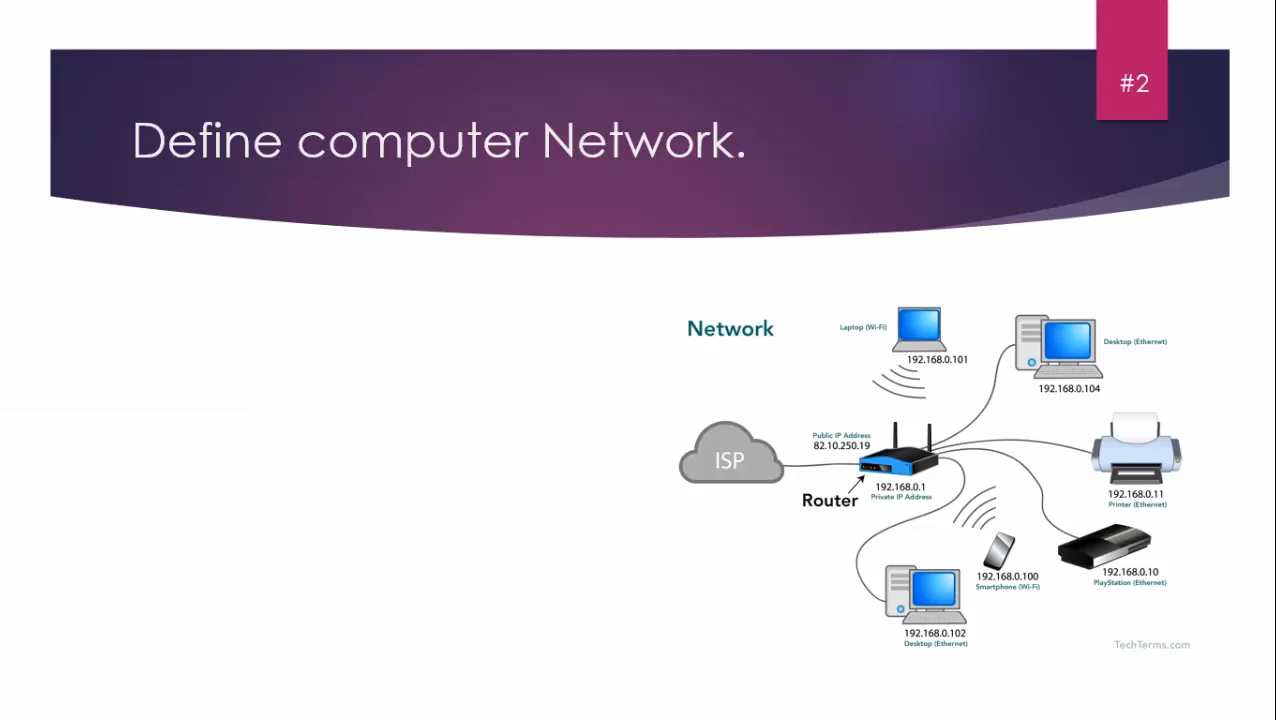 #2
Define computer Network.
Network
Laptop (Wi-Fi)
192.168.0.101
Desktop (Ethernet)
192.168.0.104
ISP
Public IP Address
82.10.250.19
Router
192.168.0.1
Private IP Address
192.168.0.11
Printer (Ethernet)
192.168.0.10
PlayStation (Ethernet)
192.168.0.100
Smartphone (Wi-Fi)
192.168.0.102
Desktop (Ethernet)
TechTerms.com